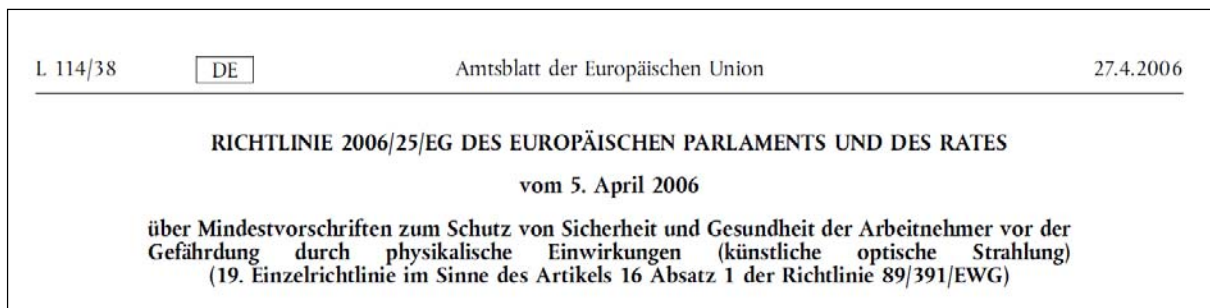 L 114/38 DE Amtsblatt der Europäischen Union 27.4.2006
RICHTLINIE 2006/25/EG DES EUROPÄISCHEN PARLAMENTS UND DES RATES
vom 5. April 2006
über Mindestvorschriften zum Schutz von Sicherheit und Gesundheit der Arbeitnehmer vor der
Gefährdung durch physikalische Einwirkungen (künstliche optische Strahlung)
(19. Einzelrichtlinie im Sinne des Artikels 16 Absatz 1 der Richtlinie 89/391/EWG)